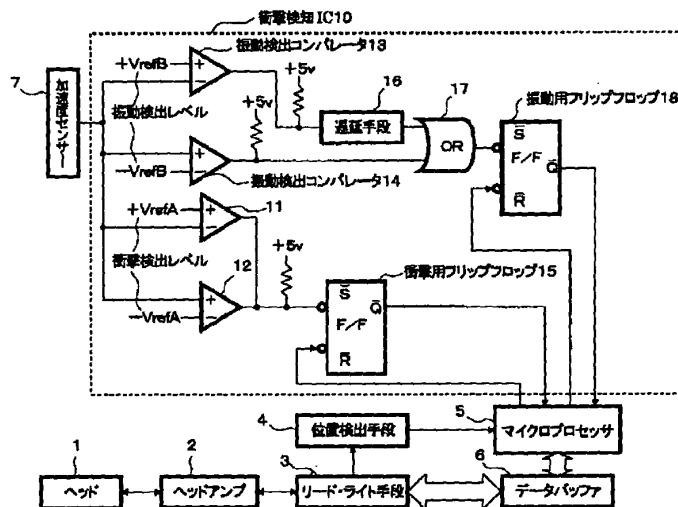 衝撃検知IC10
振動検出コンパレータ13
7
加速度センサー
+VrefB
+
−
振動検出レベル
+5v
+5v
16
遅延手段
17
OR
振動用フリップフロップ18
S̅
F/F
Q̅
R̅
+
−
−VrefB
振動検出コンパレータ14
+VrefA
+
−
11
衝撃検出レベル
12
+
−
−VrefA
+5v
衝撃用フリップフロップ15
S̅
F/F
Q̅
R̅
4
位置検出手段
5
マイクロプロセッサ
1
ヘッド
2
ヘッドアンプ
3
リード・ライト手段
6
データバッファ